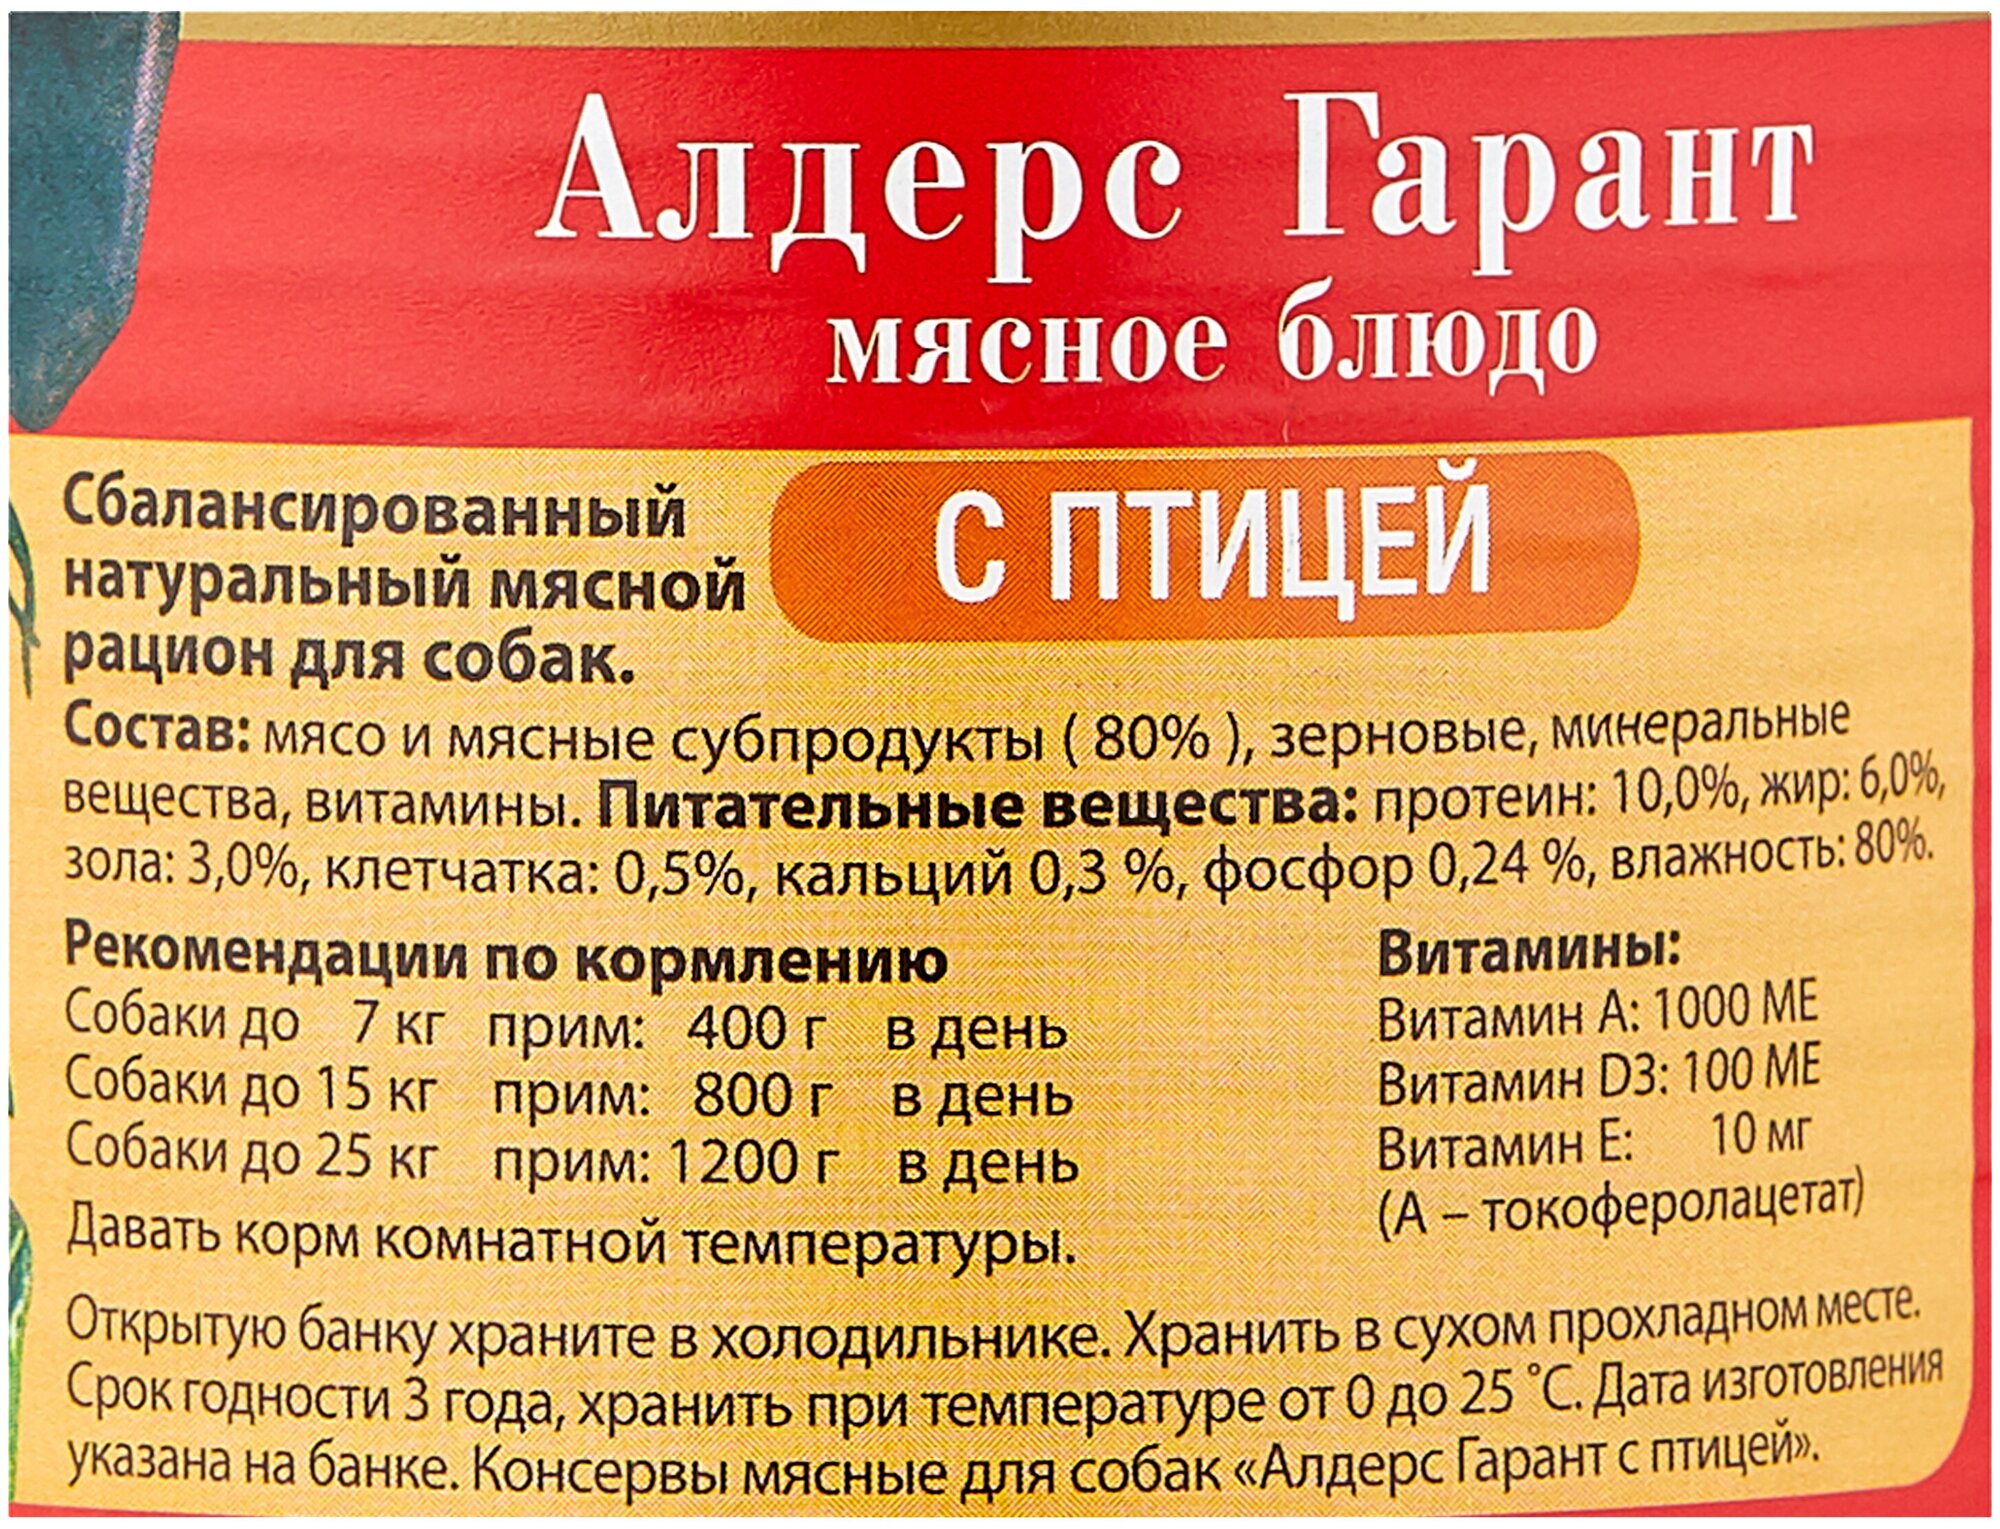 Алдерс Гарант
мясное блюдо
С ПТИЦЕЙ
Сбалансированный
натуральный мясной
рацион для собак.
Состав: мясо и мясные субпродукты ( 80% ), зерновые, минеральные
вещества, витамины. Питательные вещества: протеин: 10,0%, жир: 6,0%,
зола: 3,0%, клетчатка: 0,5%, кальций 0,3 %, фосфор 0,24 %, влажность: 80%.
Рекомендации по кормлению
Собаки до 7 кг прим: 400 г в день
Собаки до 15 кг прим: 800 г в день
Собаки до 25 кг прим: 1200 г в день
Давать корм комнатной температуры.
Витамины:
Витамин А: 1000 МЕ
Витамин D3: 100 МЕ
Витамин Е: 10 мг
(А – токоферолацетат)
Открытую банку храните в холодильнике. Хранить в сухом прохладном месте.
Срок годности 3 года, хранить при температуре от 0 до 25 ˚С. Дата изготовления
указана на банке. Консервы мясные для собак «Алдерс Гарант с птицей».